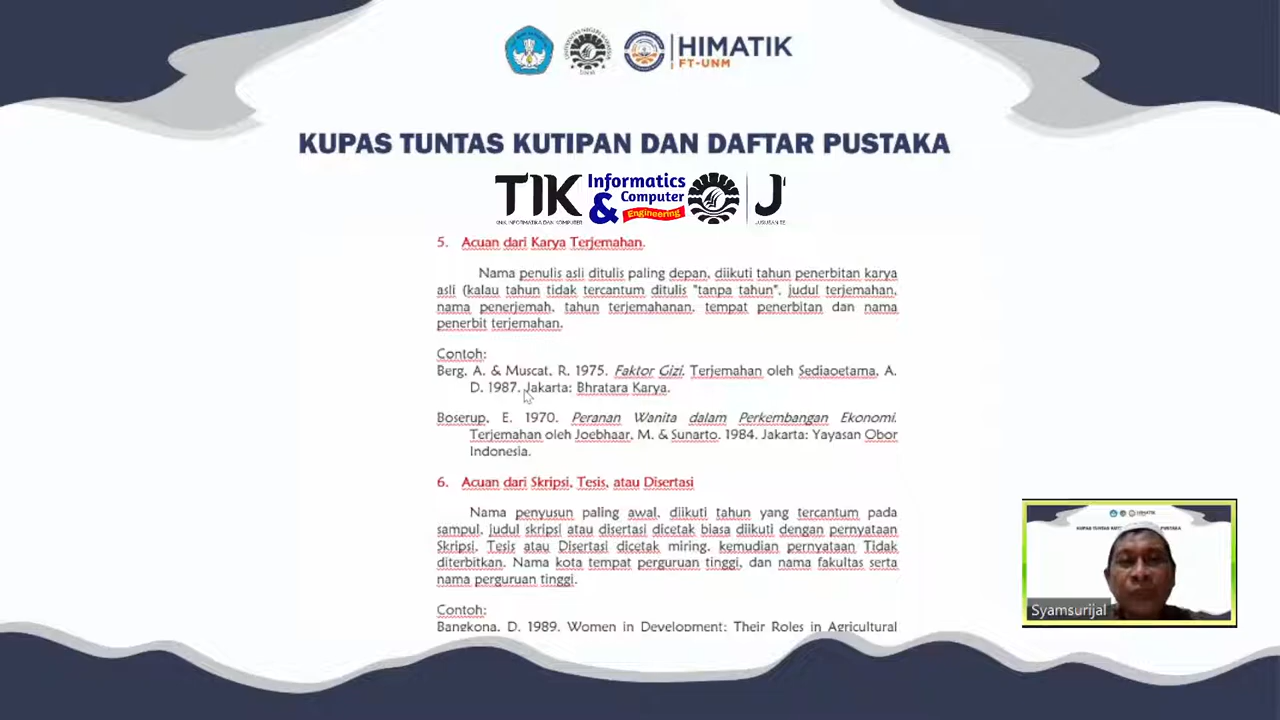 HIMATIK
FT-UNM
KUPAS TUNTAS KUTIPAN DAN DAFTAR PUSTAKA
TIK
Informatics
& Computer
Engineering
5. Acuan dari Karya Terjemahan.
Nama penulis asli ditulis paling depan, diikuti tahun penerbitan karya
asli (kalau tahun tidak tercantum ditulis "tanpa tahun", judul terjemahan,
nama penerjemah, tahun terjemahanan, tempat penerbitan dan nama
penerbit terjemahan.
Contoh:
Berg, A. & Muscat, R. 1975. Faktor Gizi. Terjemahan oleh Sediaoetama, A.
D. 1987. Jakarta: Bhratara Karya.
Boserup, E. 1970. Peranan Wanita dalam Perkembangan Ekonomi.
Terjemahan oleh Joebhaar, M. & Sunarto. 1984. Jakarta: Yayasan Obor
Indonesia.
6. Acuan dari Skripsi, Tesis, atau Disertasi
Nama penyusun paling awal, diikuti tahun yang tercantum pada
sampul, judul skripsi atau disertasi dicetak biasa diikuti dengan pernyataan
Skripsi, Tesis atau Disertasi dicetak miring, kemudian pernyataan Tidak
diterbitkan. Nama kota tempat perguruan tinggi, dan nama fakultas serta
nama perguruan tinggi.
Contoh:
Bangkona, D. 1989. Women in Development: Their Roles in Agricultural
Syamsurijal